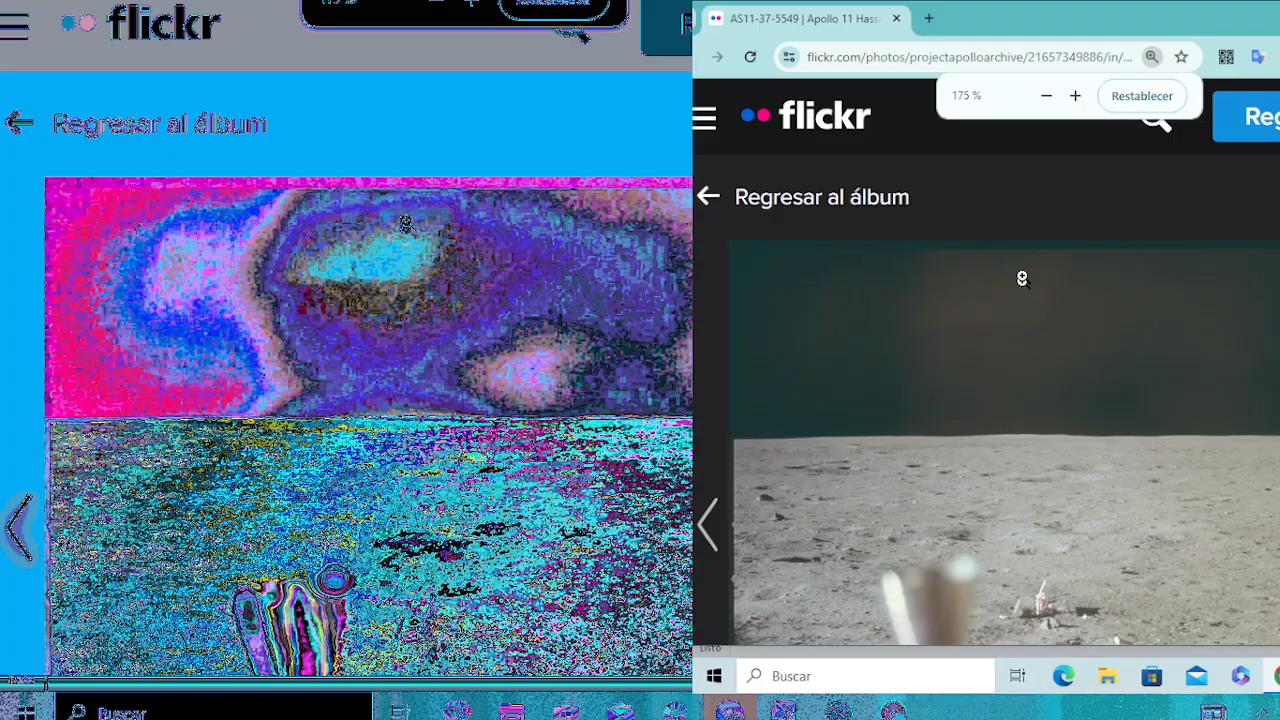 flickr
Regresar al álbum
Buscar
AS11-37-5549 | Apollo 11 Hass
flickr.com/photos/projectapolloarchive/21657349886/in/...
175 %
Restablecer
flickr
Reg
Regresar al álbum
Listo
Buscar